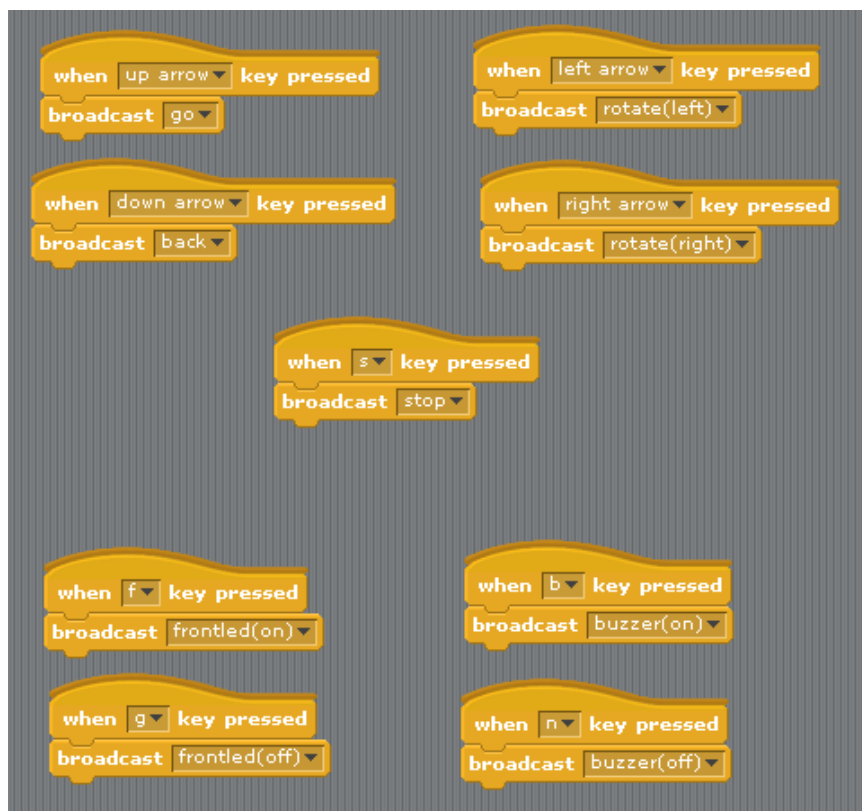 when up arrow key pressed
broadcast go
when left arrow key pressed
broadcast rotate(left)
when down arrow key pressed
broadcast back
when right arrow key pressed
broadcast rotate(right)
when s key pressed
broadcast stop
when f key pressed
broadcast frontled(on)
when b key pressed
broadcast buzzer(on)
when g key pressed
broadcast frontled(off)
when n key pressed
broadcast buzzer(off)